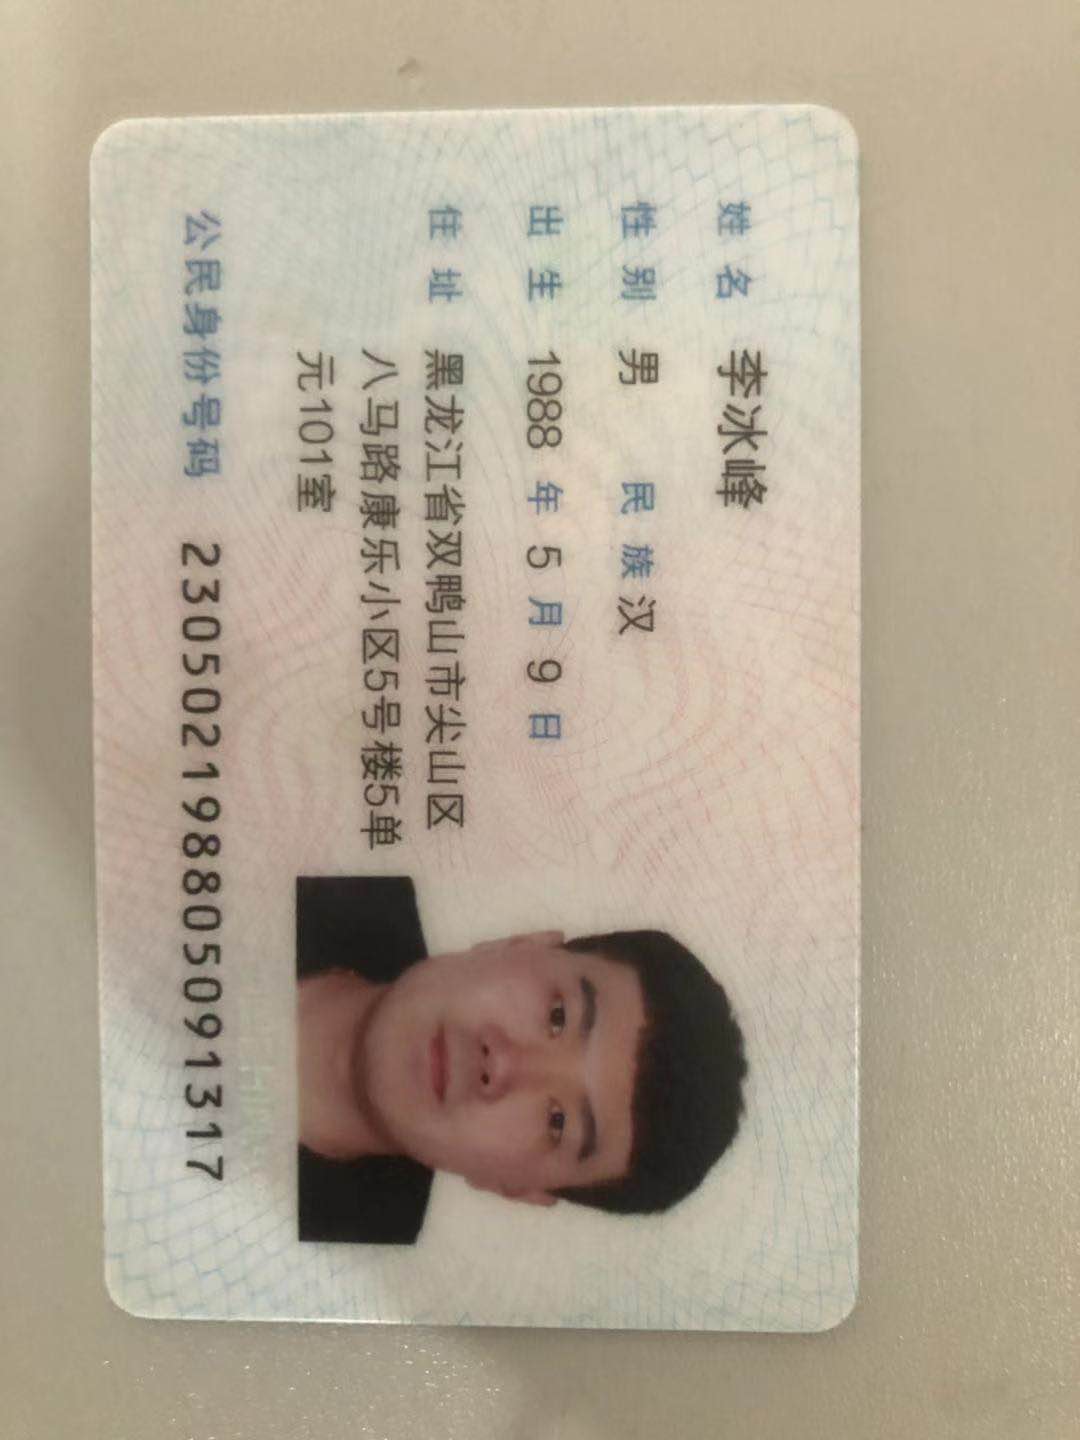 姓名 李冰峰
性别 男 民族 汉
出生 1988 年 5 月 9 日
住址 黑龙江省双鸭山市尖山区
八马路康乐小区5号楼5单
元101室
公民身份号码 230502198805091317